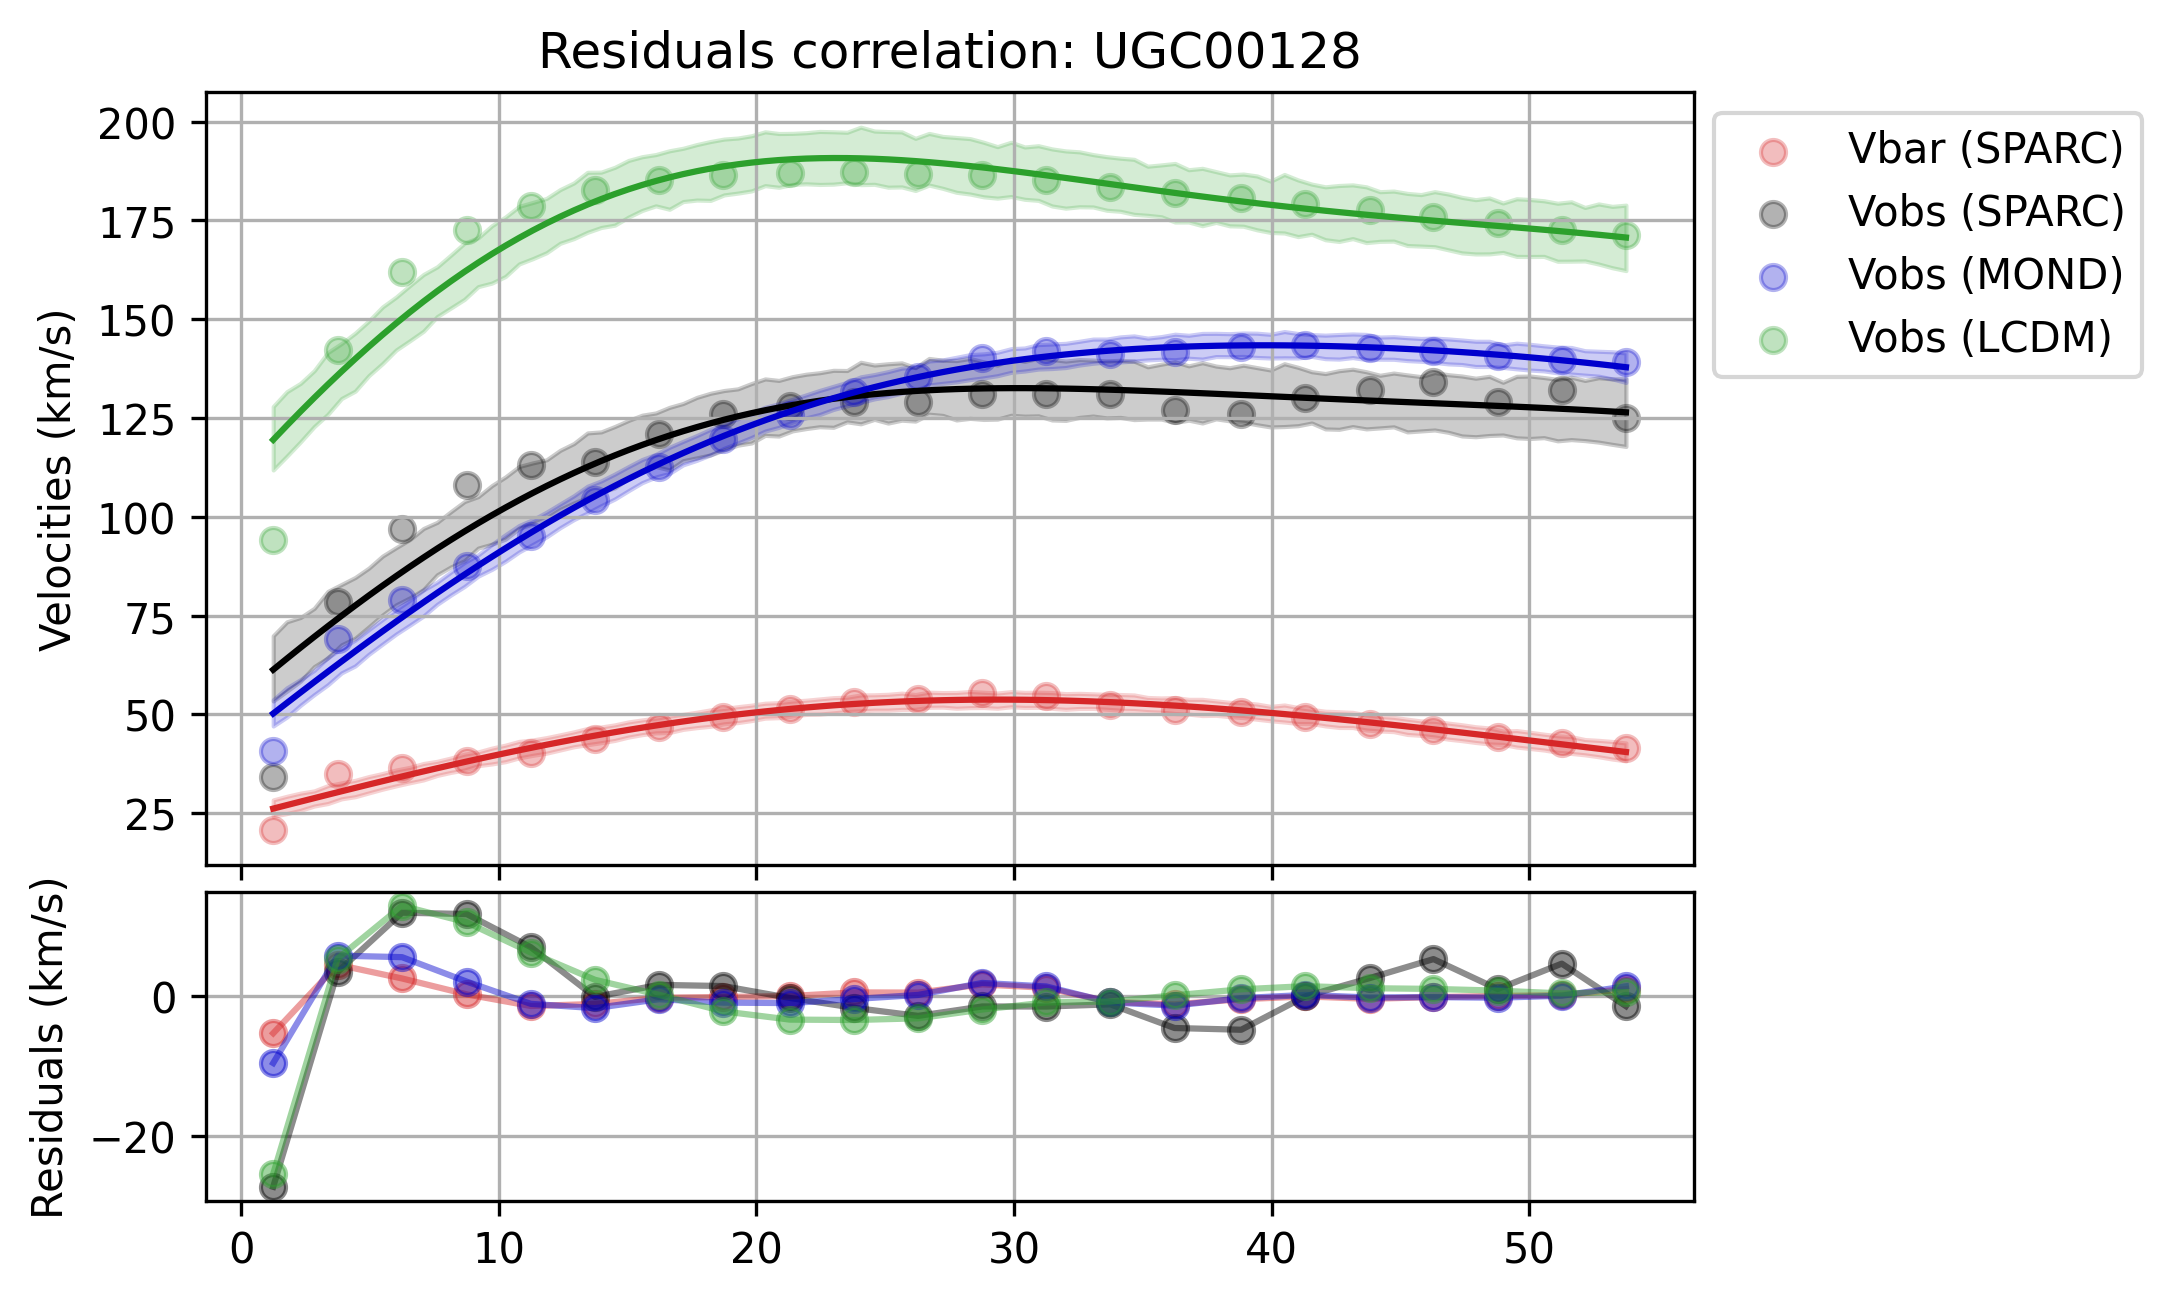 Residuals correlation: UGC00128
Velocities (km/s)
200
175
150
125
100
75
50
25
Vbar (SPARC)
Vobs (SPARC)
Vobs (MOND)
Vobs (LCDM)
Residuals (km/s)
0
−20
0 10 20 30 40 50